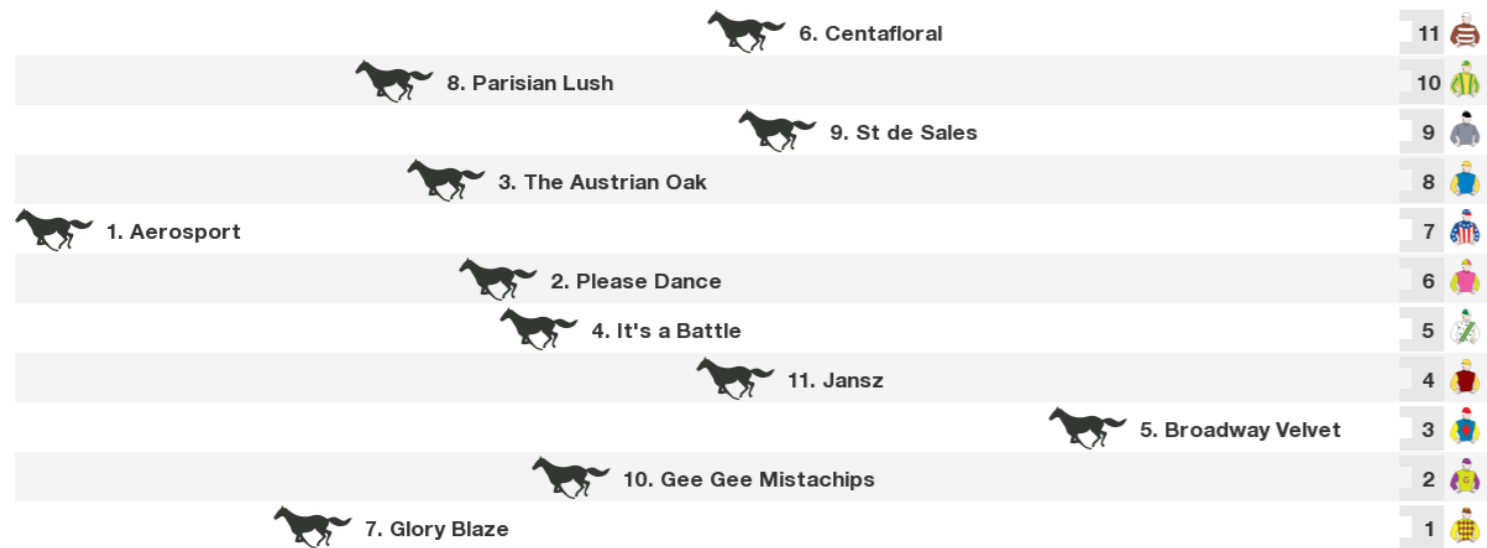 6. Centafloral 11
8. Parisian Lush 10
9. St de Sales 9
3. The Austrian Oak 8
1. Aerosport 7
2. Please Dance 6
4. It's a Battle 5
11. Jansz 4
5. Broadway Velvet 3
10. Gee Gee Mistachips 2 G
7. Glory Blaze 1